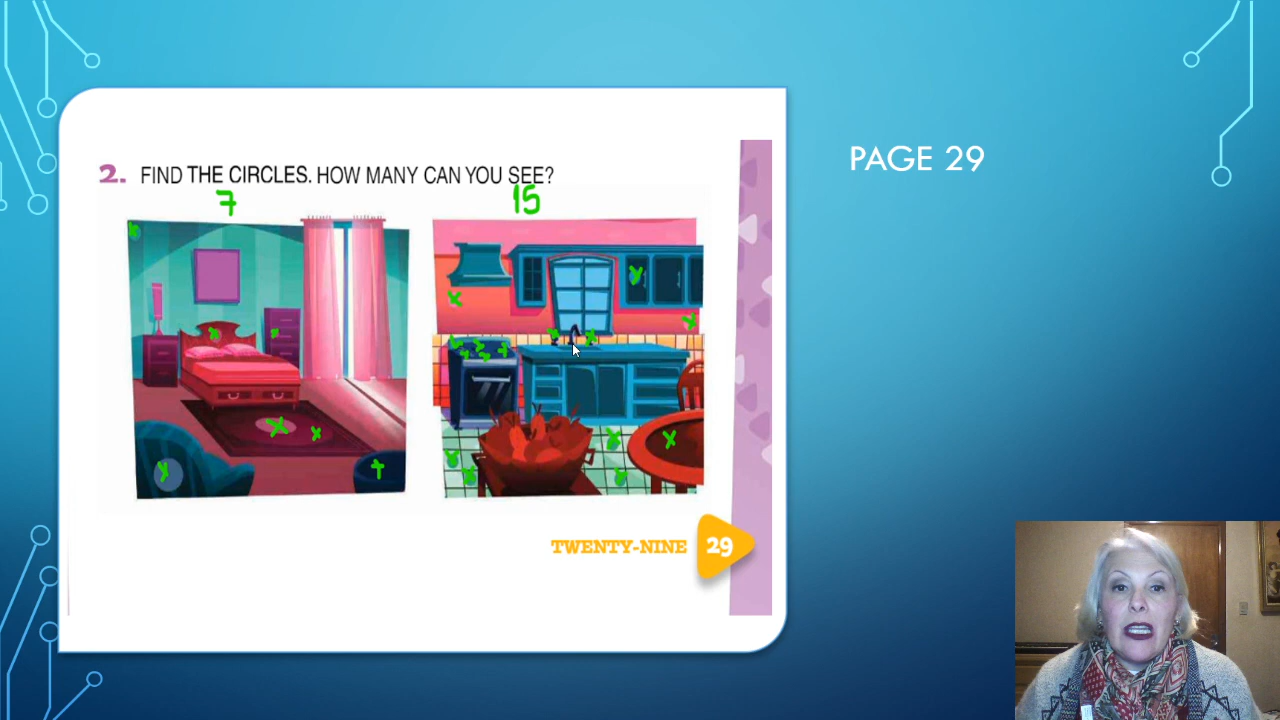 PAGE 29
2. FIND THE CIRCLES. HOW MANY CAN YOU SEE?
7
15
TWENTY-NINE 29